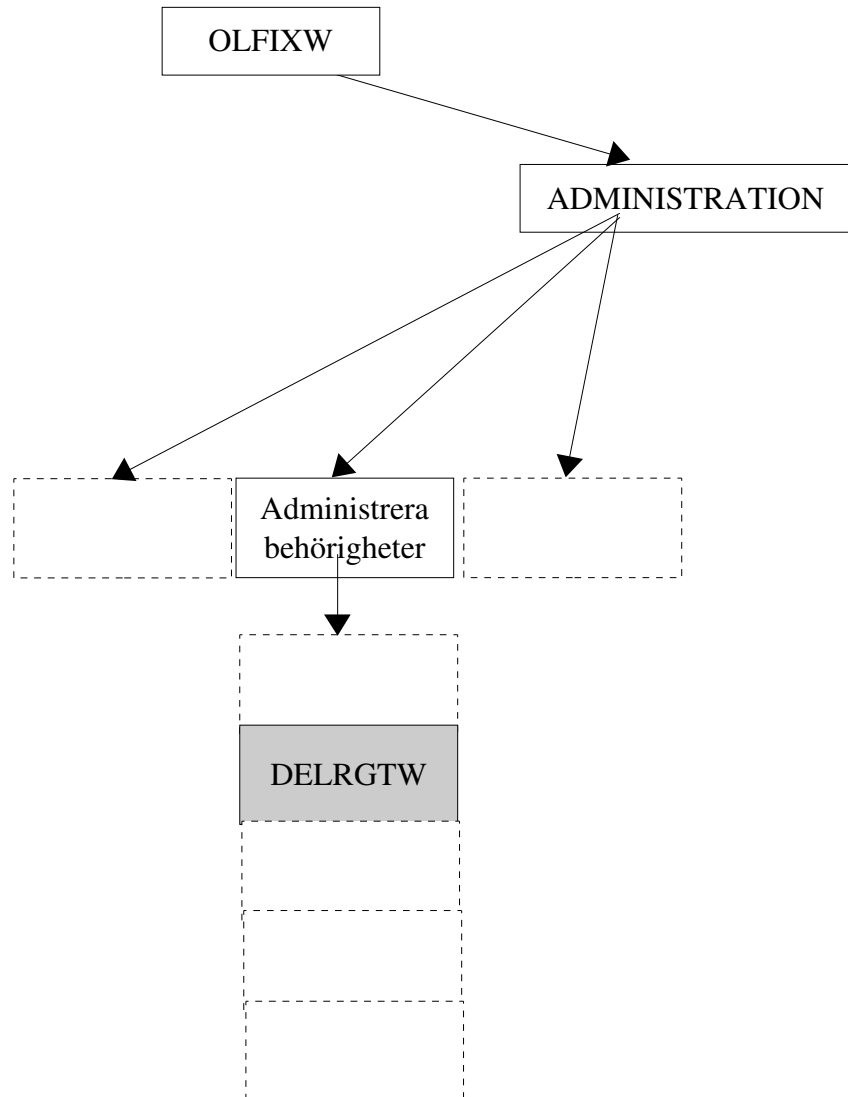 OLFIXW
ADMINISTRATION
Administrera
behörigheter
DELRGTW